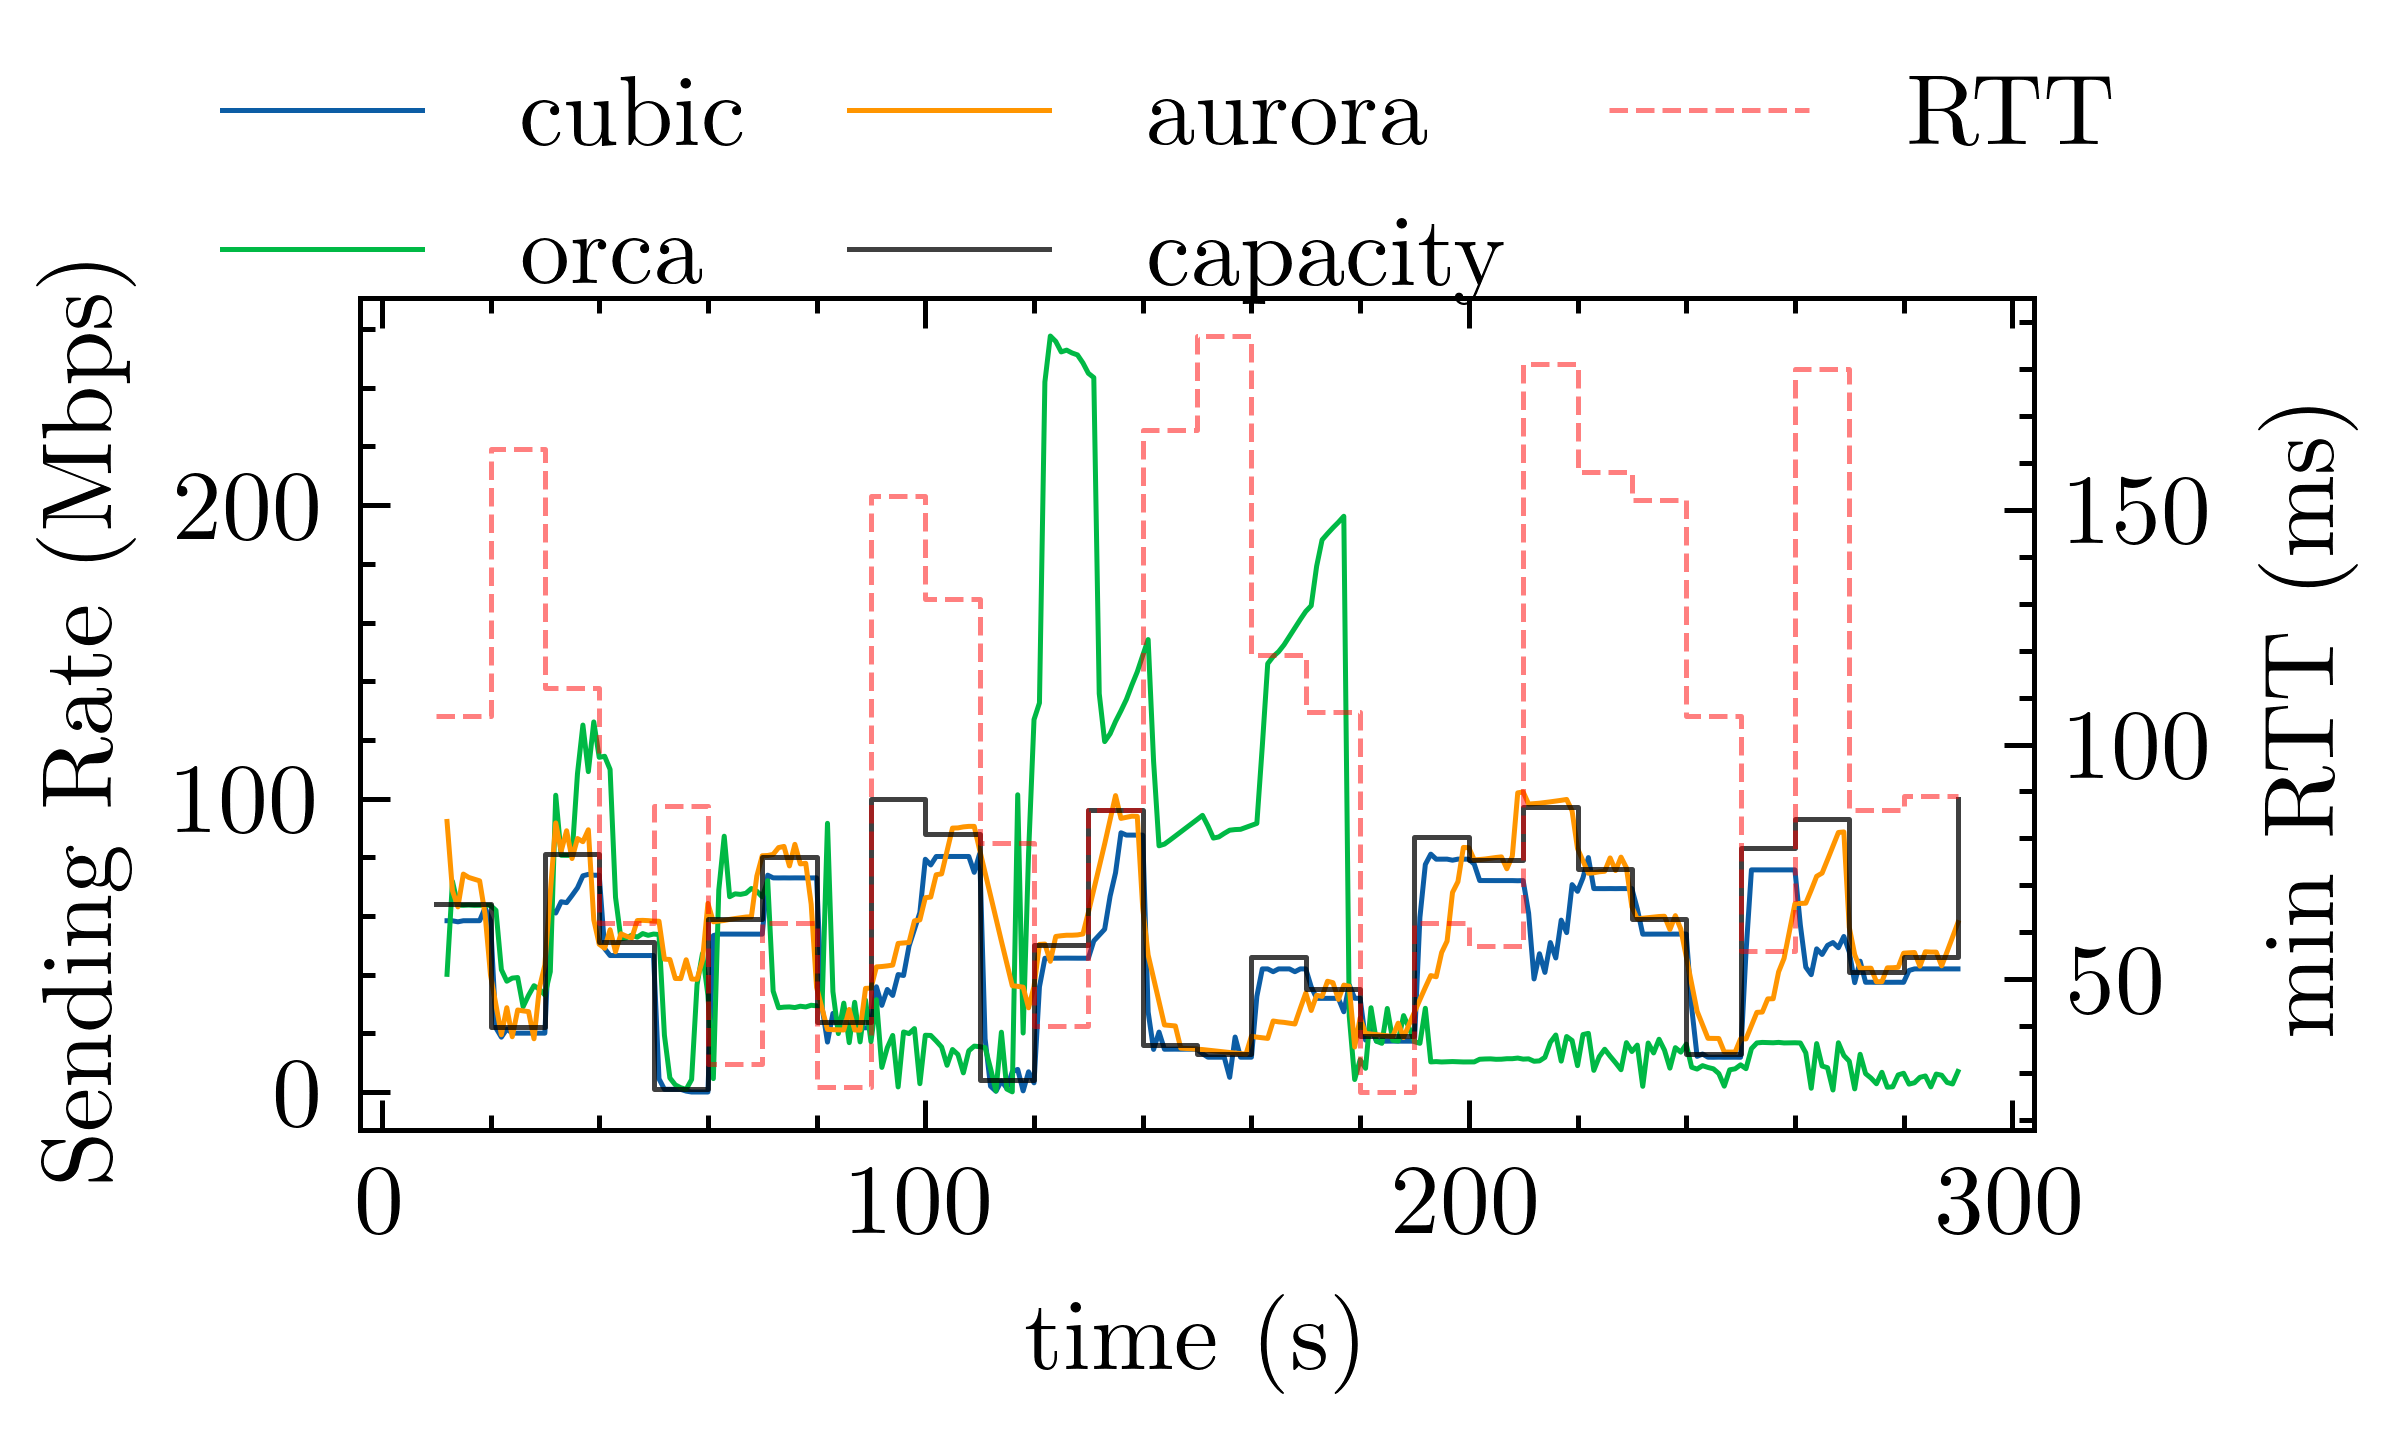 cubic
orca
aurora
capacity
RTT
Sending Rate (Mbps)
200
100
0
150
100
50
min RTT (ms)
0
100
200
300
time (s)